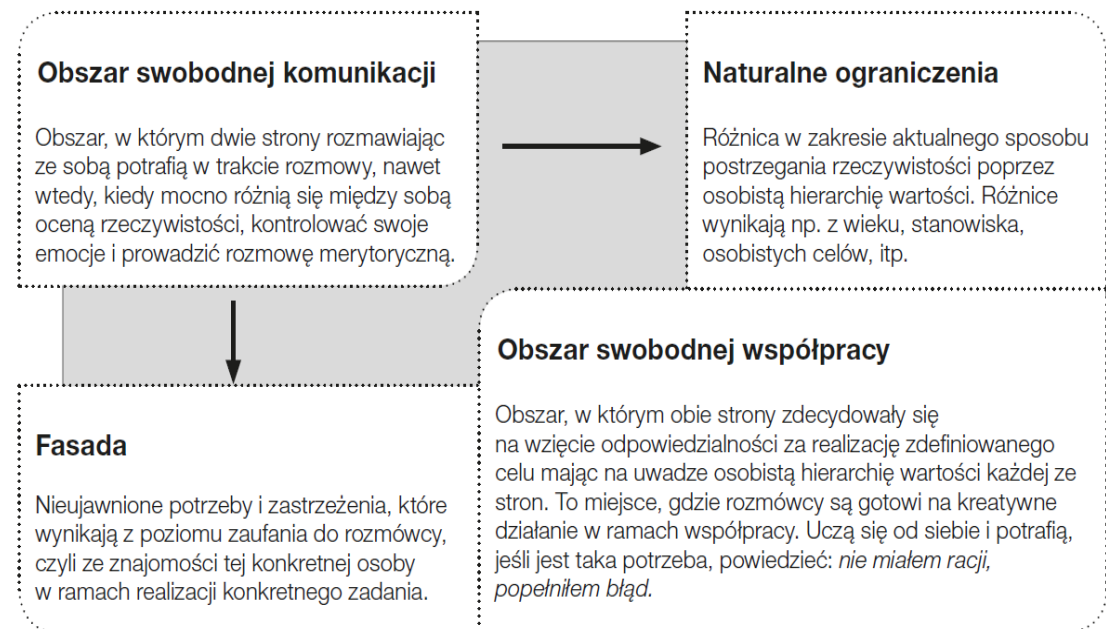 Obszar swobodnej komunikacji
Obszar, w którym dwie strony rozmawiając
ze sobą potrafią w trakcie rozmowy, nawet
wtedy, kiedy mocno różnią się między sobą
oceną rzeczywistości, kontrolować swoje
emocje i prowadzić rozmowę merytoryczną.
Naturalne ograniczenia
Różnica w zakresie aktualnego sposobu
postrzegania rzeczywistości poprzez
osobistą hierarchię wartości. Różnice
wynikają np. z wieku, stanowiska,
osobistych celów, itp.
Fasada
Nieujawnione potrzeby i zastrzeżenia, które
wynikają z poziomu zaufania do rozmówcy,
czyli ze znajomości tej konkretnej osoby
w ramach realizacji konkretnego zadania.
Obszar swobodnej współpracy
Obszar, w którym obie strony zdecydowały się
na wzięcie odpowiedzialności za realizację zdefiniowanego
celu mając na uwadze osobistą hierarchię wartości każdej ze
stron. To miejsce, gdzie rozmówcy są gotowi na kreatywne
działanie w ramach współpracy. Uczą się od siebie i potrafią,
jeśli jest taka potrzeba, powiedzieć: nie miałem racji,
popełniłem błąd.